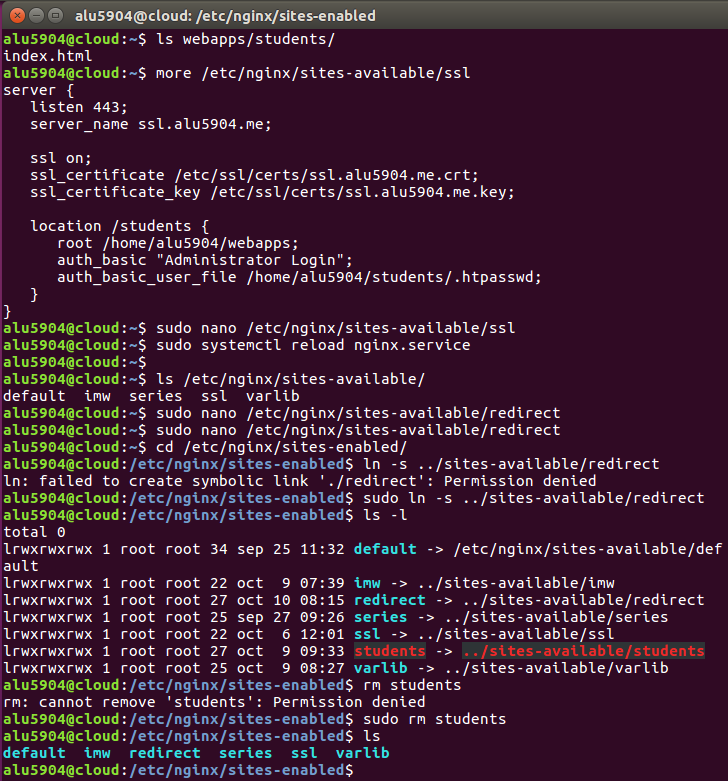 alu5904@cloud: /etc/nginx/sites-enabled
alu5904@cloud:~$ ls webapps/students/
index.html
alu5904@cloud:~$ more /etc/nginx/sites-available/ssl
server {
   listen 443;
   server_name ssl.alu5904.me;

   ssl on;
   ssl_certificate /etc/ssl/certs/ssl.alu5904.me.crt;
   ssl_certificate_key /etc/ssl/certs/ssl.alu5904.me.key;

   location /students {
      root /home/alu5904/webapps;
      auth_basic "Administrator Login";
      auth_basic_user_file /home/alu5904/students/.htpasswd;
   }
}
alu5904@cloud:~$ sudo nano /etc/nginx/sites-available/ssl
alu5904@cloud:~$ sudo systemctl reload nginx.service
alu5904@cloud:~$
alu5904@cloud:~$ ls /etc/nginx/sites-available/
default  imw  series  ssl  varlib
alu5904@cloud:~$ sudo nano /etc/nginx/sites-available/redirect
alu5904@cloud:~$ sudo nano /etc/nginx/sites-available/redirect
alu5904@cloud:~$ cd /etc/nginx/sites-enabled/
alu5904@cloud:/etc/nginx/sites-enabled$ ln -s ../sites-available/redirect
ln: failed to create symbolic link './redirect': Permission denied
alu5904@cloud:/etc/nginx/sites-enabled$ sudo ln -s ../sites-available/redirect
alu5904@cloud:/etc/nginx/sites-enabled$ ls -l
total 0
lrwxrwxrwx 1 root root 34 sep 25 11:32 default -> /etc/nginx/sites-available/def
ault
lrwxrwxrwx 1 root root 22 oct  9 07:39 imw -> ../sites-available/imw
lrwxrwxrwx 1 root root 27 oct 10 08:15 redirect -> ../sites-available/redirect
lrwxrwxrwx 1 root root 25 sep 27 09:26 series -> ../sites-available/series
lrwxrwxrwx 1 root root 22 oct  6 12:01 ssl -> ../sites-available/ssl
lrwxrwxrwx 1 root root 27 oct  9 09:33 students -> ../sites-available/students
lrwxrwxrwx 1 root root 25 oct  9 08:27 varlib -> ../sites-available/varlib
alu5904@cloud:/etc/nginx/sites-enabled$ rm students
rm: cannot remove 'students': Permission denied
alu5904@cloud:/etc/nginx/sites-enabled$ sudo rm students
alu5904@cloud:/etc/nginx/sites-enabled$ ls
default  imw  redirect  series  ssl  varlib
alu5904@cloud:/etc/nginx/sites-enabled$